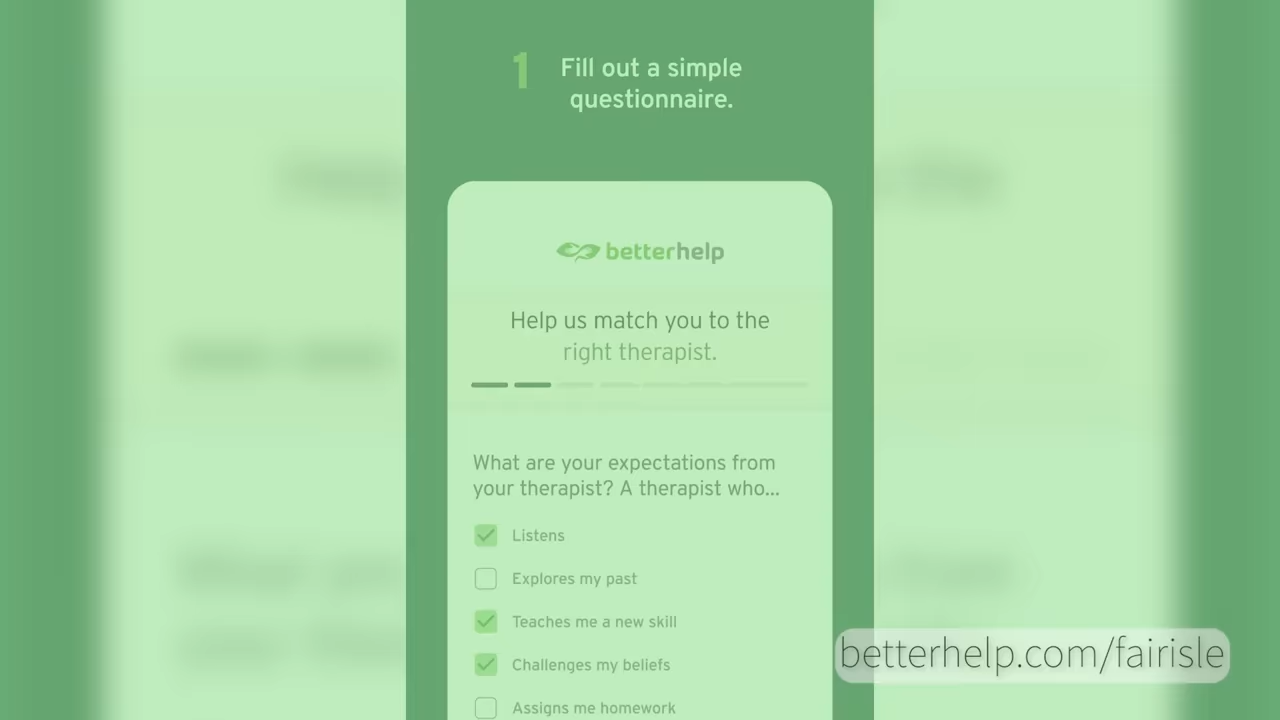 1 Fill out a simple
questionnaire.
betterhelp
Help us match you to the
right therapist.
What are your expectations from
your therapist? A therapist who...
Listens
Explores my past
Teaches me a new skill
Challenges my beliefs
Assigns me homework
betterhelp.com/fairisle